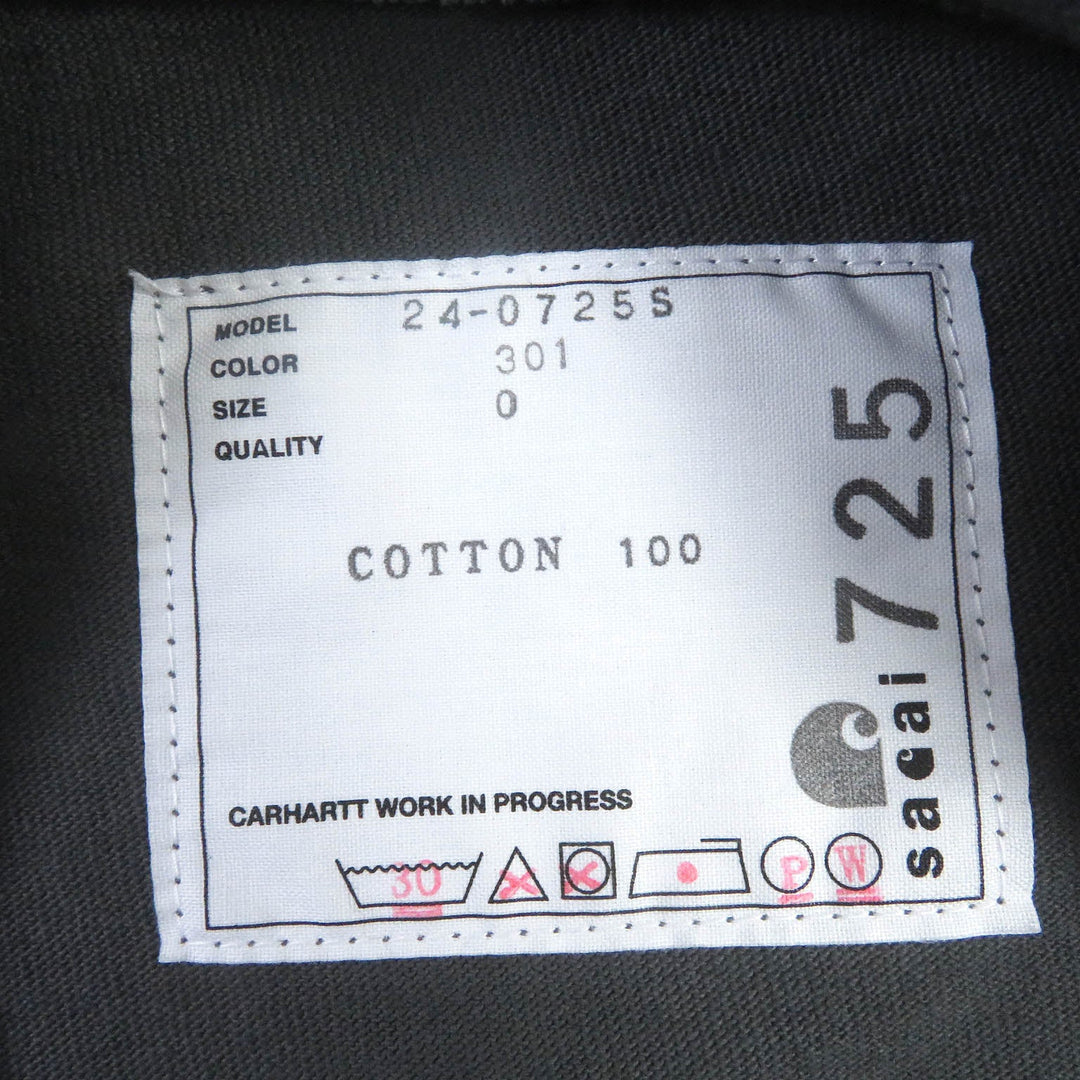 MODEL 24-0725S
COLOR 301
SIZE 0
QUALITY
COTTON 100
CARHARTT WORK IN PROGRESS
30 P W
sacai 725